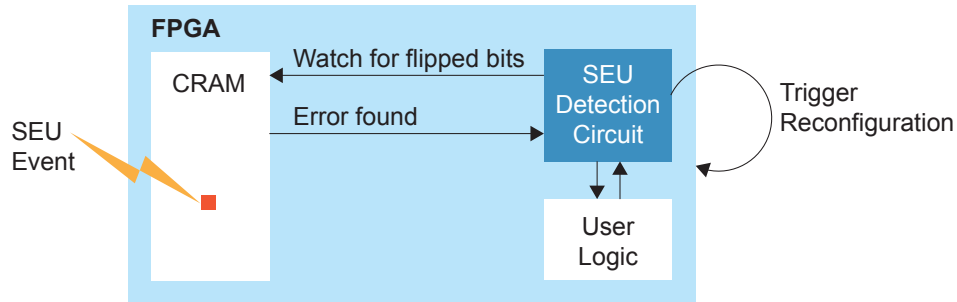 FPGA
CRAM
Watch for flipped bits
Error found
SEU
Detection
Circuit
Trigger
Reconfiguration
SEU
Event
User
Logic